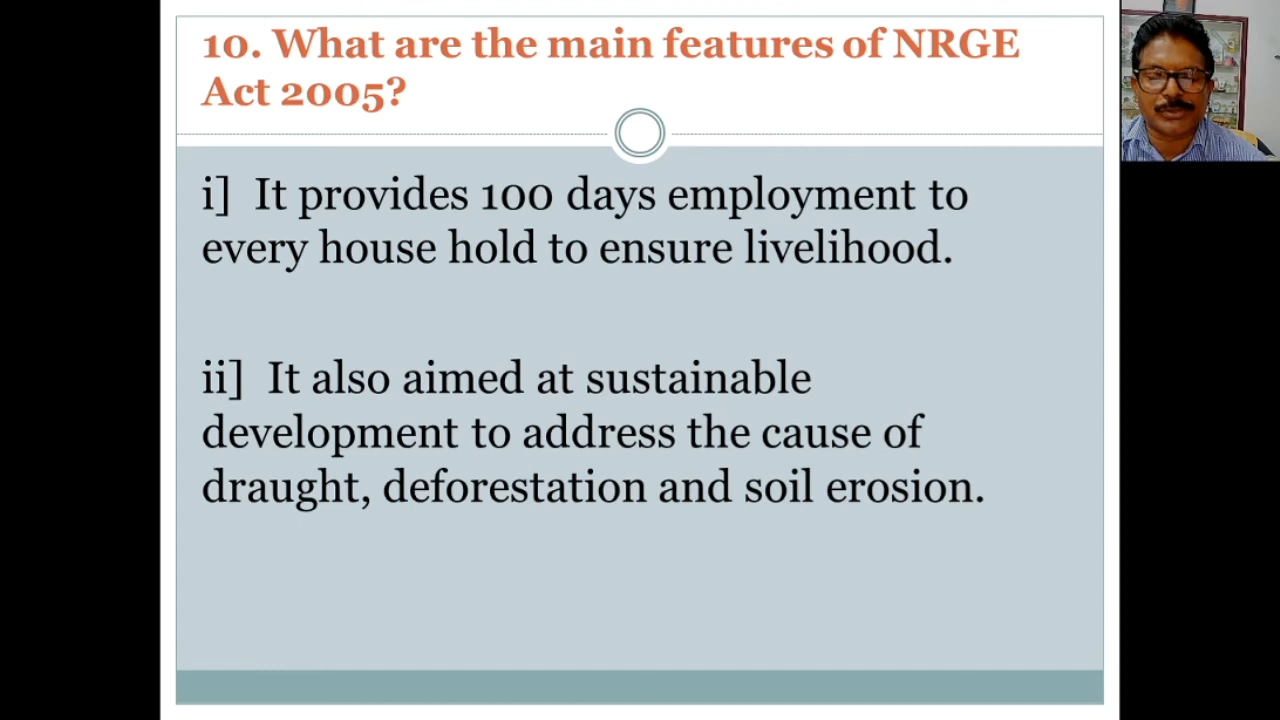 10. What are the main features of NRGE
Act 2005?
i] It provides 100 days employment to
every house hold to ensure livelihood.
ii] It also aimed at sustainable
development to address the cause of
draught, deforestation and soil erosion.